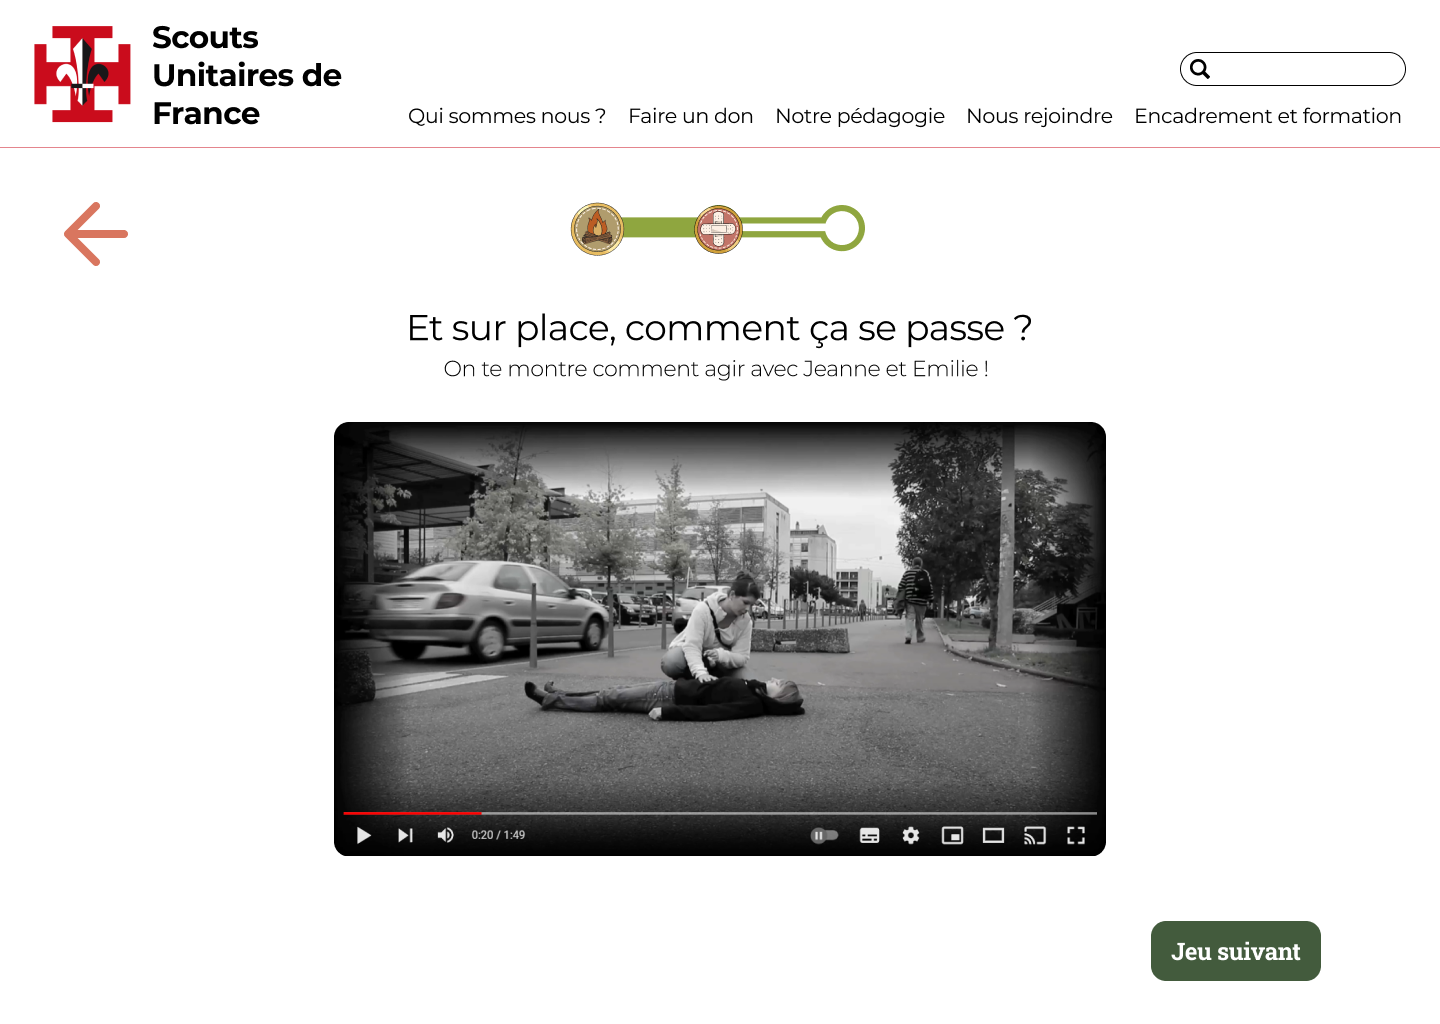 Scouts
Unitaires de
France
Qui sommes nous ? Faire un don Notre pédagogie Nous rejoindre Encadrement et formation
Et sur place, comment ça se passe ?
On te montre comment agir avec Jeanne et Emilie !
0:20 / 1:49
Jeu suivant